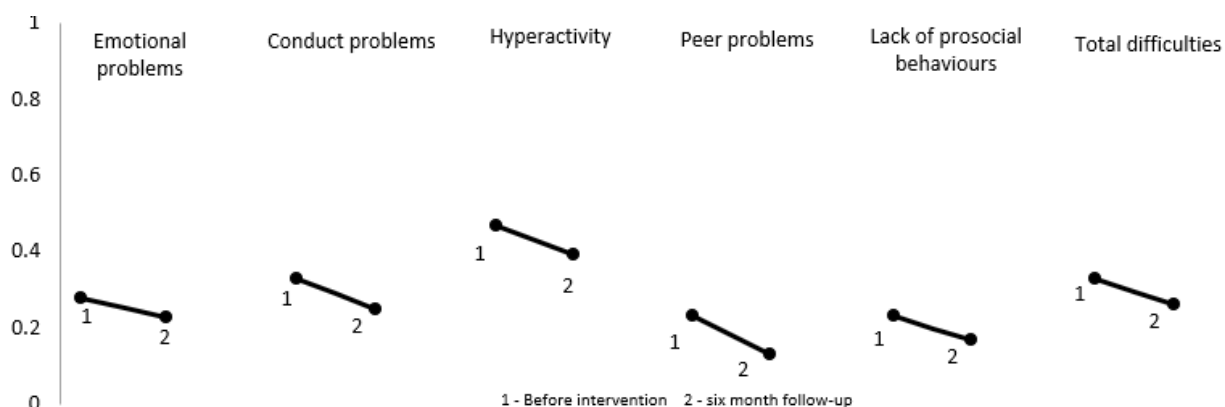 1
Emotional
problems
Conduct problems
Hyperactivity
Peer problems
Lack of prosocial
behaviours
Total difficulties
0.8
0.6
0.4
0.2
0
1
2
1
2
1
2
1
2
1
2
1
2
1 - Before intervention 2 - six month follow-up